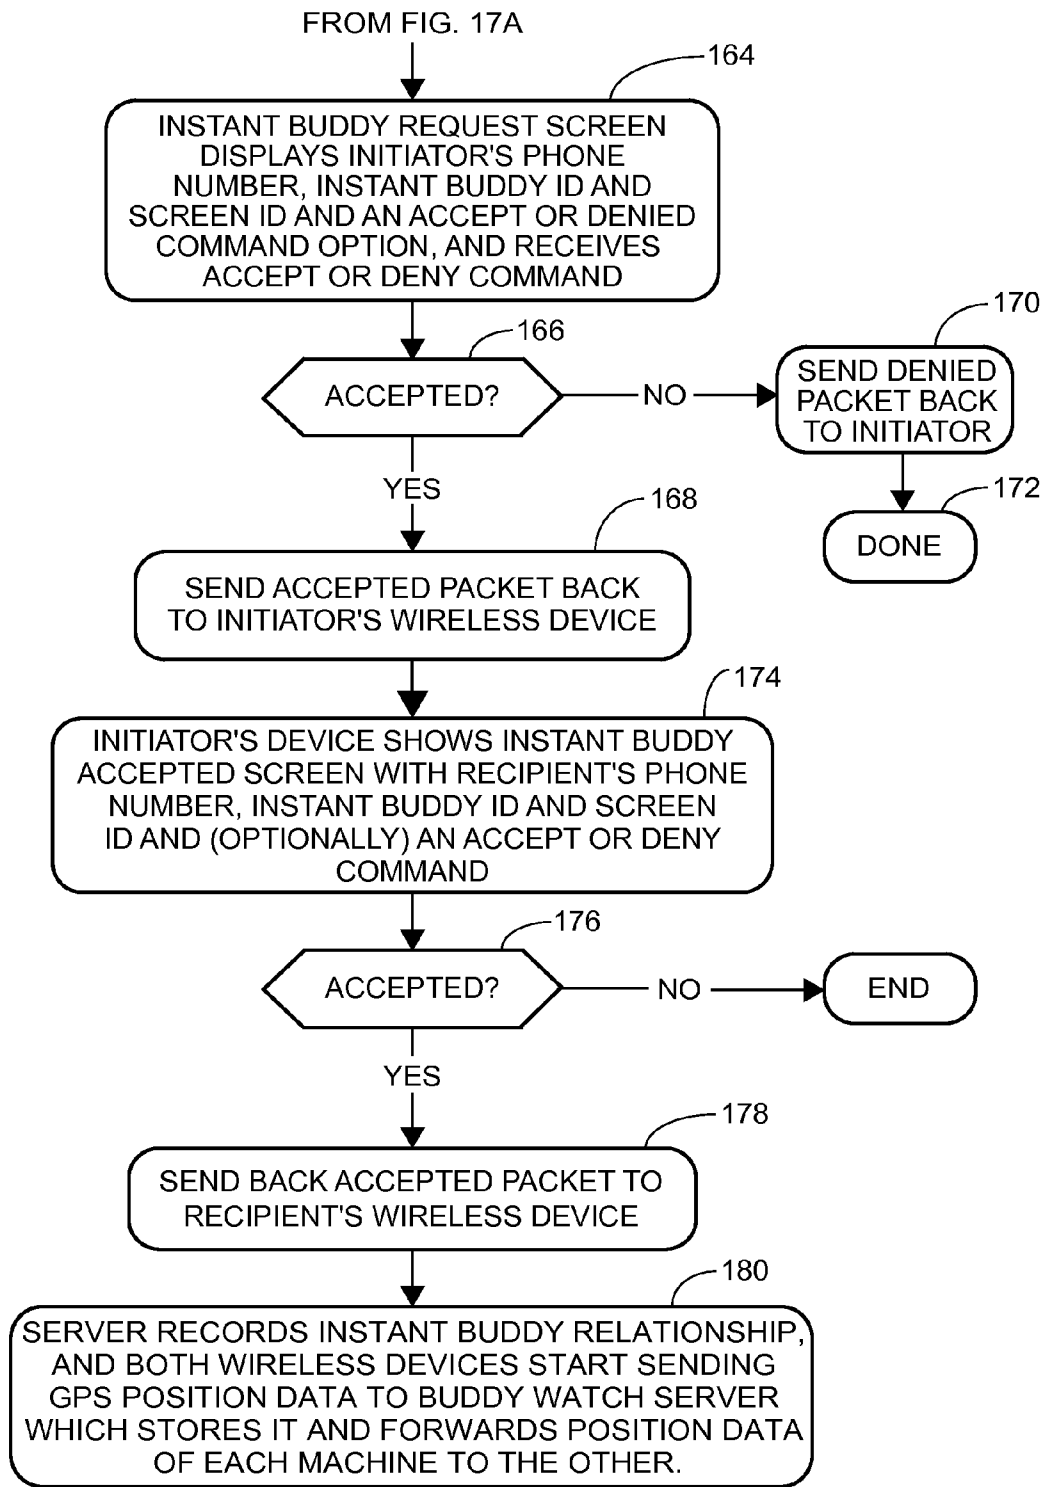 FROM FIG. 17A
164
INSTANT BUDDY REQUEST SCREEN
DISPLAYS INITIATOR'S PHONE
NUMBER, INSTANT BUDDY ID AND
SCREEN ID AND AN ACCEPT OR DENIED
COMMAND OPTION, AND RECEIVES
ACCEPT OR DENY COMMAND
166
ACCEPTED?
NO
170
SEND DENIED
PACKET BACK
TO INITIATOR
172
DONE
YES
168
SEND ACCEPTED PACKET BACK
TO INITIATOR'S WIRELESS DEVICE
174
INITIATOR'S DEVICE SHOWS INSTANT BUDDY
ACCEPTED SCREEN WITH RECIPIENT'S PHONE
NUMBER, INSTANT BUDDY ID AND SCREEN
ID AND (OPTIONALLY) AN ACCEPT OR DENY
COMMAND
176
ACCEPTED?
NO
END
YES
178
SEND BACK ACCEPTED PACKET TO
RECIPIENT'S WIRELESS DEVICE
180
SERVER RECORDS INSTANT BUDDY RELATIONSHIP,
AND BOTH WIRELESS DEVICES START SENDING
GPS POSITION DATA TO BUDDY WATCH SERVER
WHICH STORES IT AND FORWARDS POSITION DATA
OF EACH MACHINE TO THE OTHER.